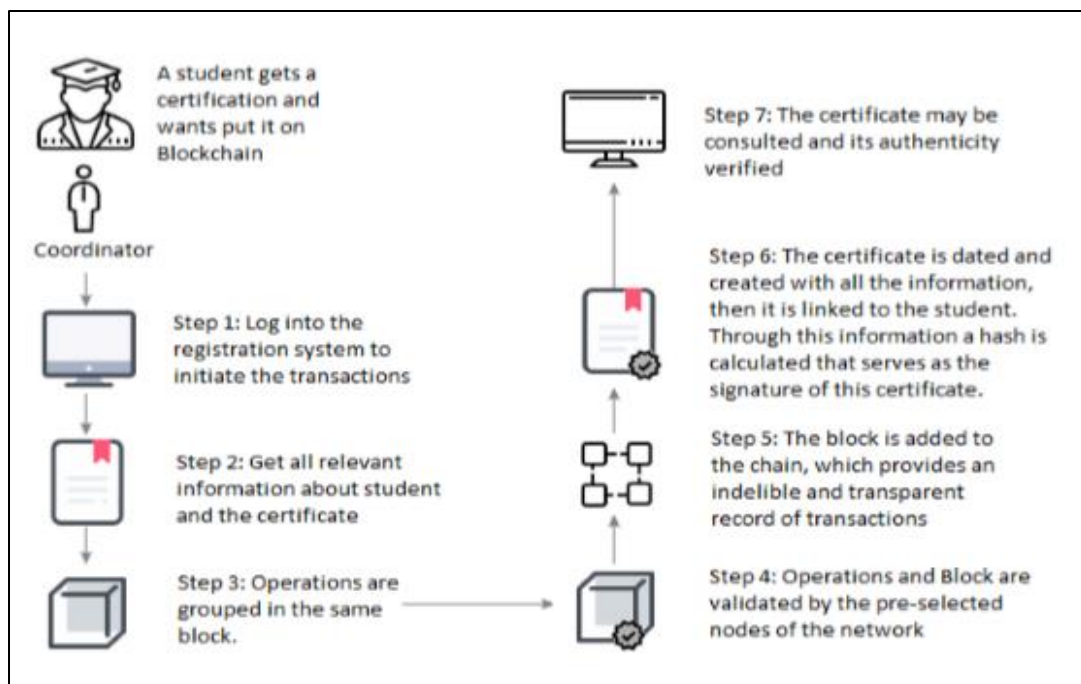 A student gets a
certification and
wants put it on
Blockchain
Coordinator
Step 1: Log into the
registration system to
initiate the transactions
Step 2: Get all relevant
information about student
and the certificate
Step 3: Operations are
grouped in the same
block.
Step 4: Operations and Block are
validated by the pre-selected
nodes of the network
Step 5: The block is added to
the chain, which provides an
indelible and transparent
record of transactions
Step 6: The certificate is dated and
created with all the information,
then it is linked to the student.
Through this information a hash is
calculated that serves as the
signature of this certificate.
Step 7: The certificate may be
consulted and its authenticity
verified